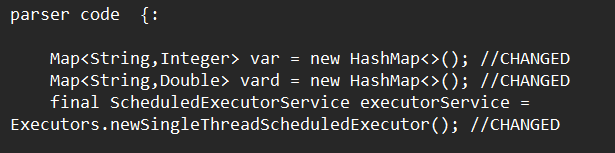 parser code  {:
Map<String,Integer> var = new HashMap<>(); //CHANGED
Map<String,Double> vard = new HashMap<>(); //CHANGED
final ScheduledExecutorService executorService =
Executors.newSingleThreadScheduledExecutor(); //CHANGED